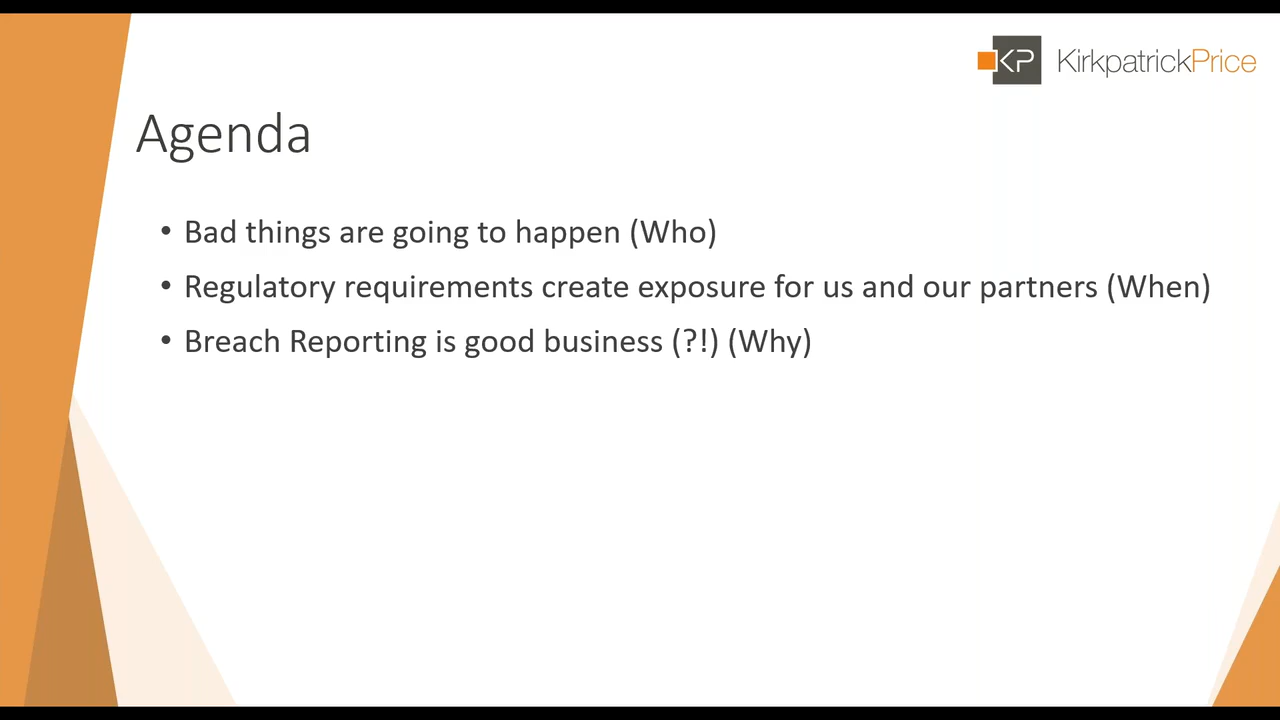 KP KirkpatrickPrice
Agenda
• Bad things are going to happen (Who)
• Regulatory requirements create exposure for us and our partners (When)
• Breach Reporting is good business (?!) (Why)